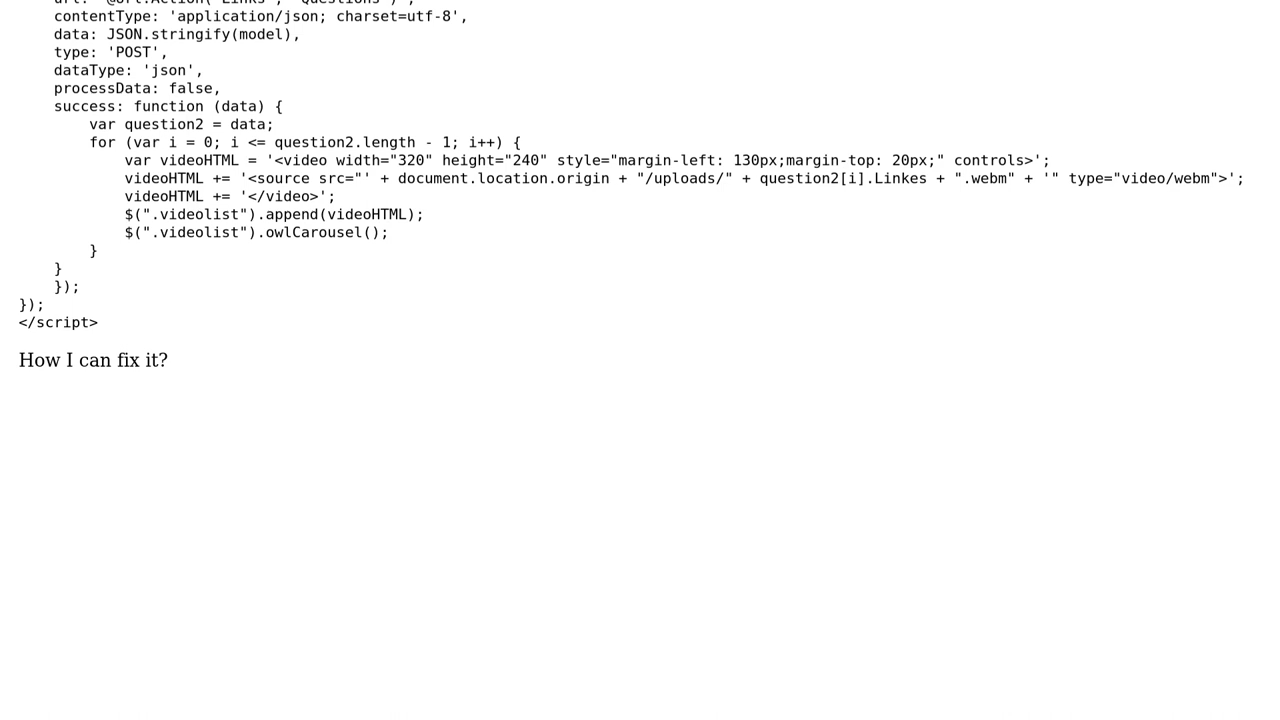 contentType: 'application/json; charset=utf-8',
data: JSON.stringify(model),
type: 'POST',
dataType: 'json',
processData: false,
success: function (data) {
var question2 = data;
for (var i = 0; i <= question2.length - 1; i++) {
var videoHTML = '<video width="320" height="240" style="margin-left: 130px;margin-top: 20px;" controls>';
videoHTML += '<source src="' + document.location.origin + "/uploads/" + question2[i].Linkes + ".webm" + '" type="video/webm">';
videoHTML += '</video>';
$(".videolist").append(videoHTML);
$(".videolist").owlCarousel();
}
}
});
});
</script>
How I can fix it?